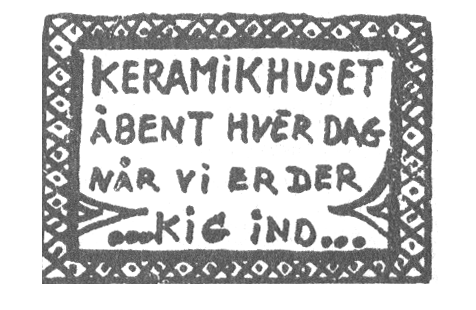 KERAMiKHUSET
ÅBENT HVER DAG
NÅR Vi ER DER
...KiG iND...